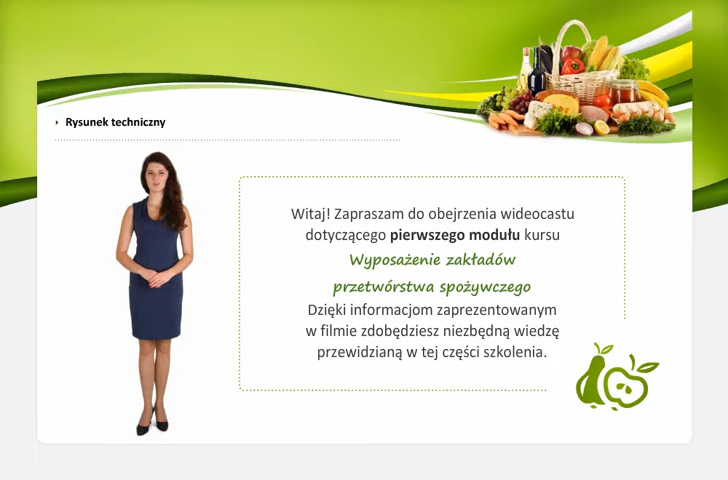 Rysunek techniczny
Witaj! Zapraszam do obejrzenia wideocastu
dotyczącego pierwszego modułu kursu
Wyposażenie zakładów
przetwórstwa spożywczego
Dzięki informacjom zaprezentowanym
w filmie zdobędziesz niezbędną wiedzę
przewidzianą w tej części szkolenia.